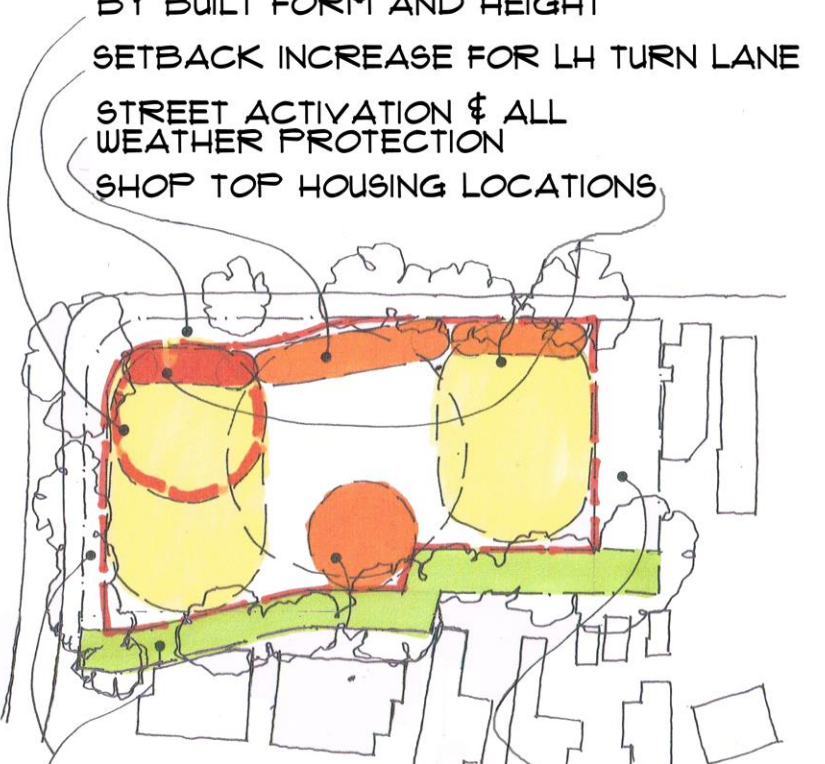 BY BUILT FORM AND HEIGHT
SETBACK INCREASE FOR LH TURN LANE
STREET ACTIVATION & ALL
WEATHER PROTECTION
SHOP TOP HOUSING LOCATIONS